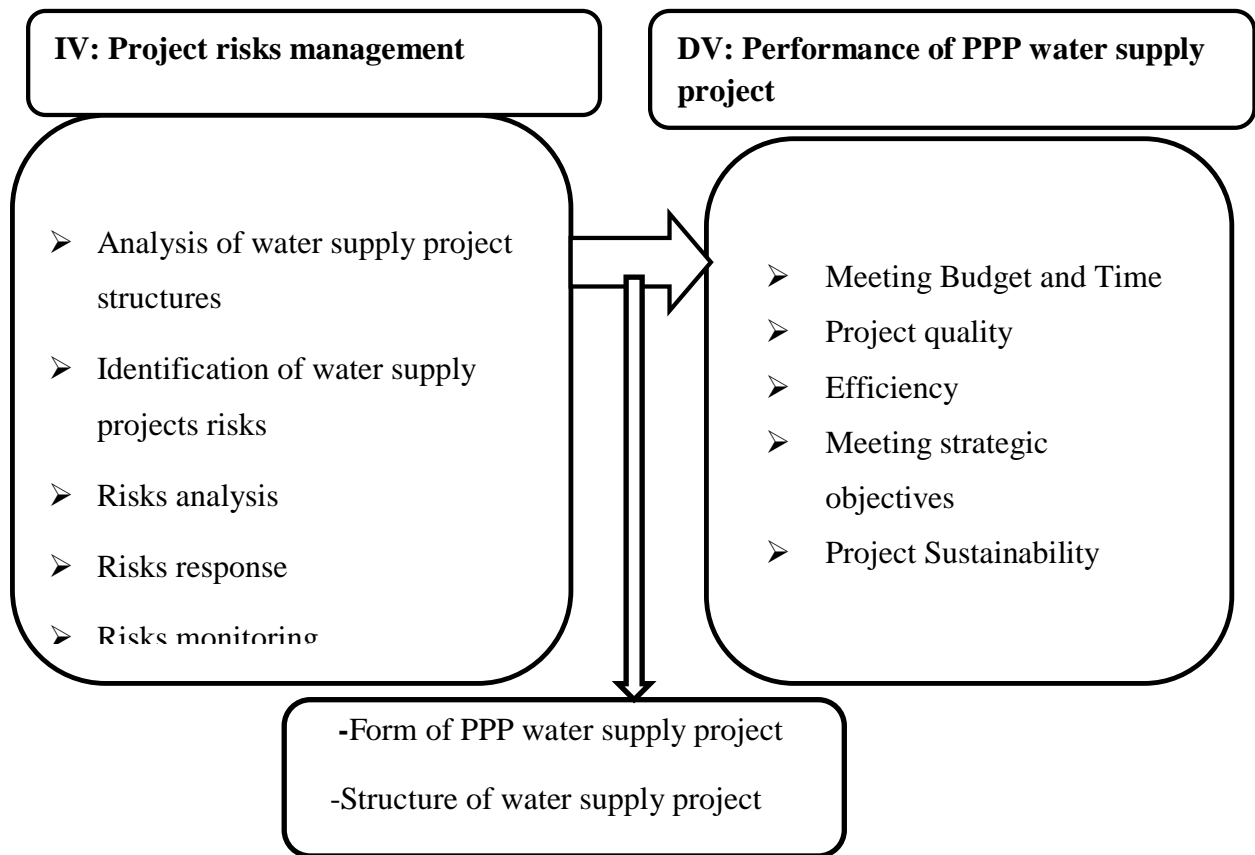 IV: Project risks management
DV: Performance of PPP water supply
project
➢ Analysis of water supply project
structures
➢ Identification of water supply
projects risks
➢ Risks analysis
➢ Risks response
➢ Risks monitoring
➢ Meeting Budget and Time
➢ Project quality
➢ Efficiency
➢ Meeting strategic
objectives
➢ Project Sustainability
-Form of PPP water supply project
-Structure of water supply project